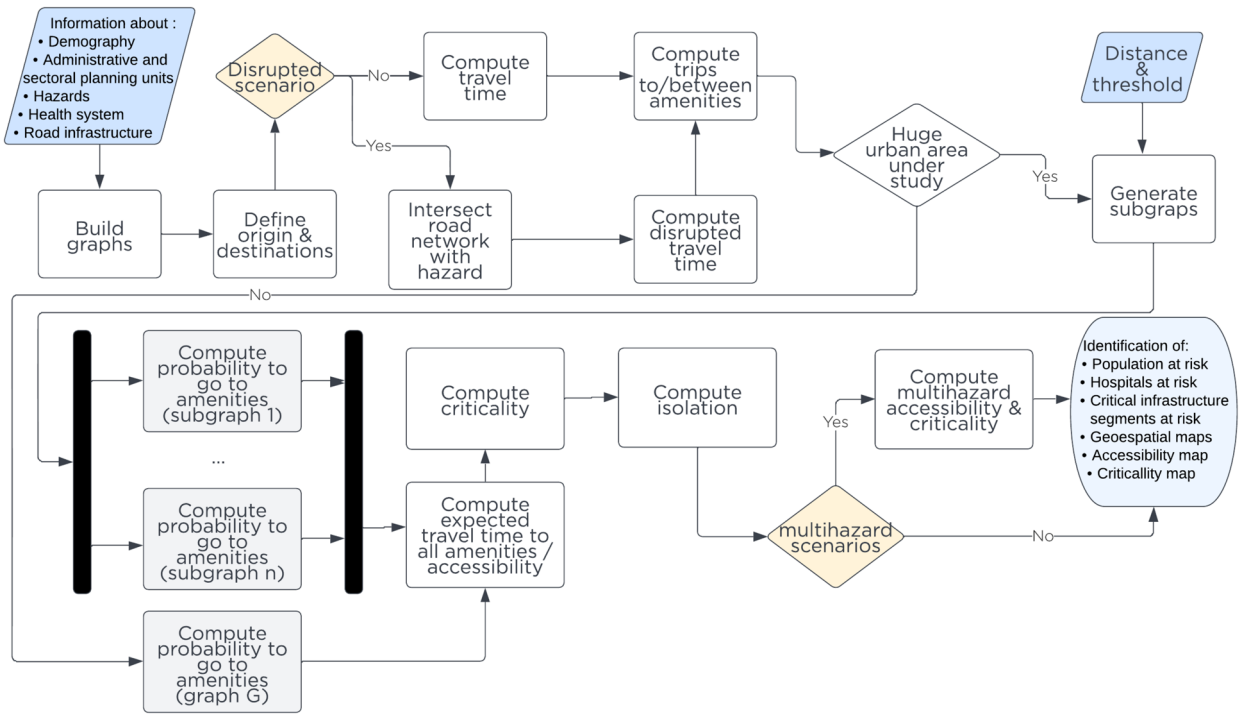 Information about :
• Demography
• Administrative and
sectoral planning units
• Hazards
• Health system
• Road infrastructure
Build
graphs
Define
origin &
destinations
Disrupted
scenario
No
Yes
Compute
travel
time
Intersect
road
network
with
hazard
Compute
disrupted
travel
time
Compute
trips
to/between
amenities
Huge
urban area
under
study
Yes
No
Distance
&
threshold
Generate
subgraps
Compute
probability to
go to
amenities
(subgraph 1)
...
Compute
probability to
go to
amenities
(subgraph n)
Compute
probability to
go to
amenities
(graph G)
Compute
expected
travel time to
all amenities /
accessibility
Compute
criticality
Compute
isolation
multihazard
scenarios
Yes
No
Compute
multihazard
accessibility &
criticality
Identification of:
• Population at risk
• Hospitals at risk
• Critical infrastructure
segments at risk
• Geoespatial maps
• Accessibility map
• Criticallity map